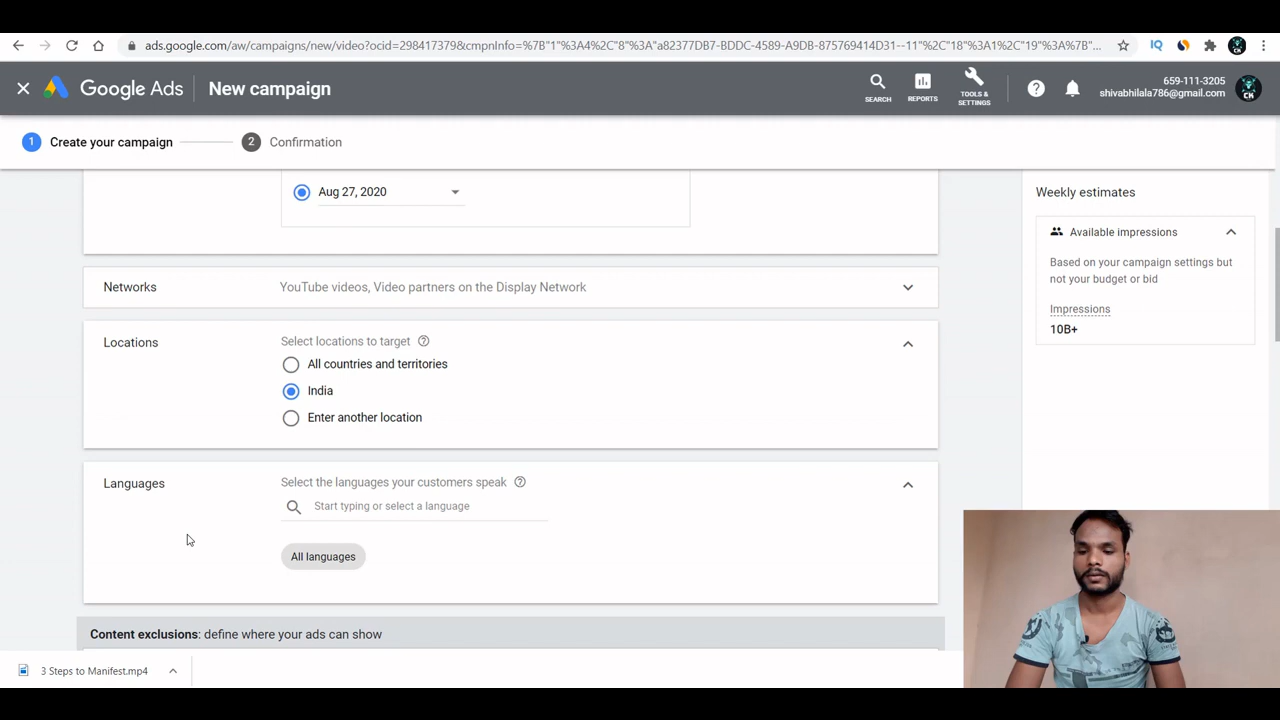 ads.google.com/aw/campaigns/new/video?ocid=298417379&cmpnInfo=%7B"1"%3A4%2C"8"%3A"a82377DB7-BDDC-4589-A9DB-875769414D31--11"%2C"18"%3A1%2C"19"%3A%7B"...
Google Ads
New campaign
SEARCH
REPORTS
TOOLS &
SETTINGS
659-111-3205
shivabhilala786@gmail.com
CK
1 Create your campaign
2 Confirmation
Aug 27, 2020
Networks
YouTube videos, Video partners on the Display Network
Locations
Select locations to target
All countries and territories
India
Enter another location
Languages
Select the languages your customers speak
Start typing or select a language
All languages
Content exclusions: define where your ads can show
Weekly estimates
Available impressions
Based on your campaign settings but
not your budget or bid
Impressions
10B+
3 Steps to Manifest.mp4